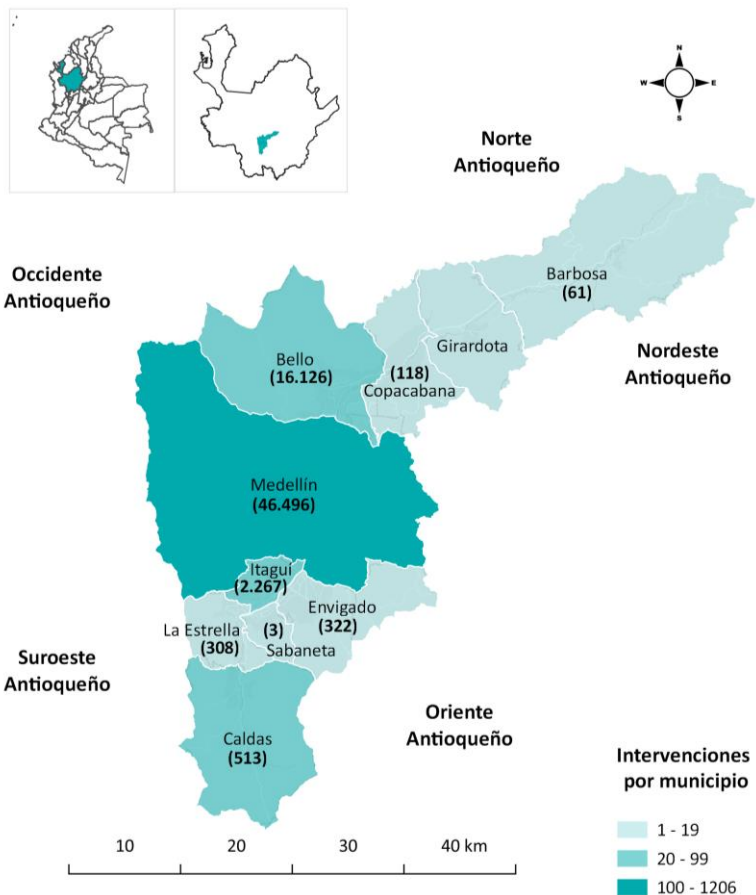 N
W E
S
Norte
Antioqueño
Occidente
Antioqueño
Barbosa
(61)
Girardota
Nordeste
Antioqueño
Bello
(16.126)
(118)
Copacabana
Medellín
(46.496)
Itaguí
(2.267)
Envigado
(322)
La Estrella
(308)
(3)
Sabaneta
Suroeste
Antioqueño
Caldas
(513)
Oriente
Antioqueño
Intervenciones
por municipio
1 - 19
20 - 99
100 - 1206
10 20 30 40 km